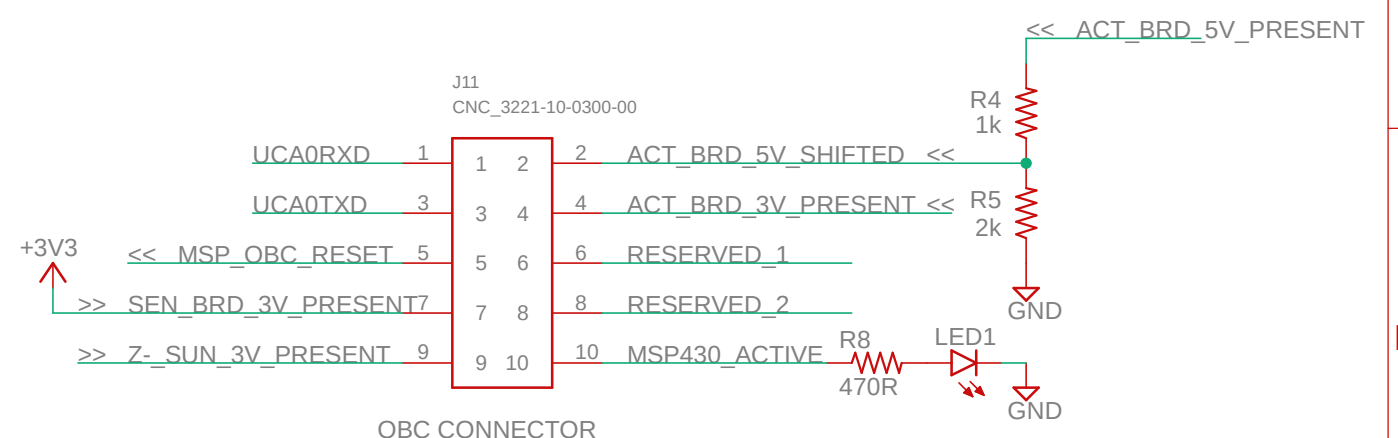 << ACT_BRD_5V_PRESENT
J11
CNC_3221-10-0300-00
R4
1k
UCA0RXD 1 1 2 2 ACT_BRD_5V_SHIFTED <<
UCA0TXD 3 3 4 4 ACT_BRD_3V_PRESENT <<
R5
2k
+3V3
<< MSP_OBC_RESET 5 5 6 6 RESERVED_1
>> SEN_BRD_3V_PRESENT 7 7 8 8 RESERVED_2
GND
>> Z-_SUN_3V_PRESENT 9 9 10 10 MSP430_ACTIVE
R8
470R
LED1
GND
OBC CONNECTOR